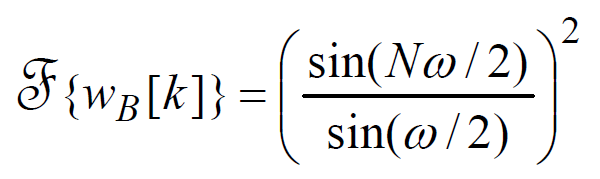 ℱ{w_B[k]} = (sin(Nω/2) / sin(ω/2))²